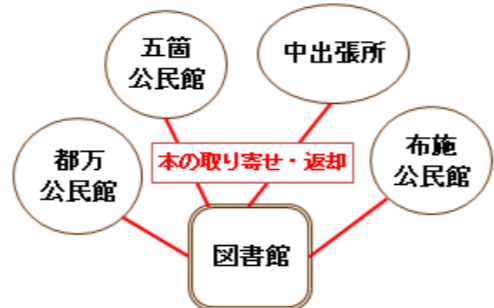 五箇
公民館
中出張所
都万
公民館
本の取り寄せ・返却
布施
公民館
図書館